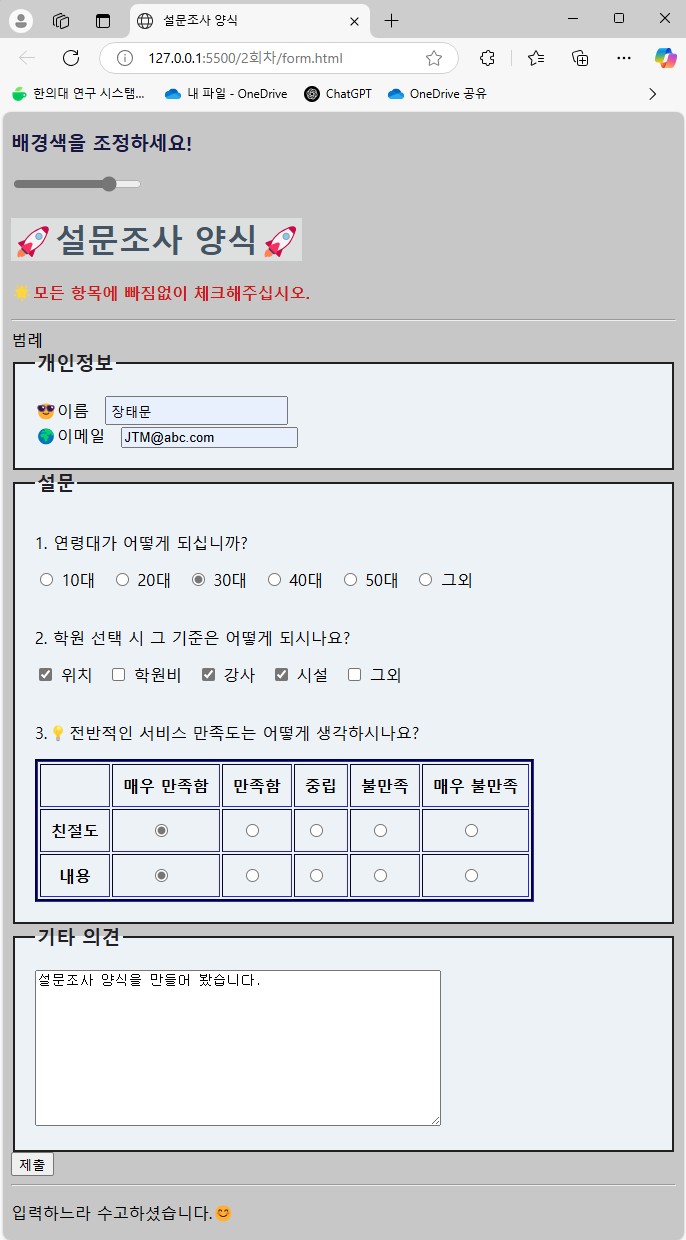 설문조사 양식
127.0.0.1:5500/2회차/form.html
한의대 연구 시스템... 내 파일 - OneDrive ChatGPT OneDrive 공유
배경색을 조정하세요!
🚀설문조사 양식🚀
🌟모든 항목에 빠짐없이 체크해주십시오.
범례
개인정보
😎이름 장태문
🌍이메일 JTM@abc.com
설문
1. 연령대가 어떻게 되십니까?
10대 20대 30대 40대 50대 그외
2. 학원 선택 시 그 기준은 어떻게 되시나요?
위치 학원비 강사 시설 그외
3.💡전반적인 서비스 만족도는 어떻게 생각하시나요?
매우 만족함 만족함 중립 불만족 매우 불만족
친절도
내용
기타 의견
설문조사 양식을 만들어 봤습니다.
제출
입력하느라 수고하셨습니다.😊